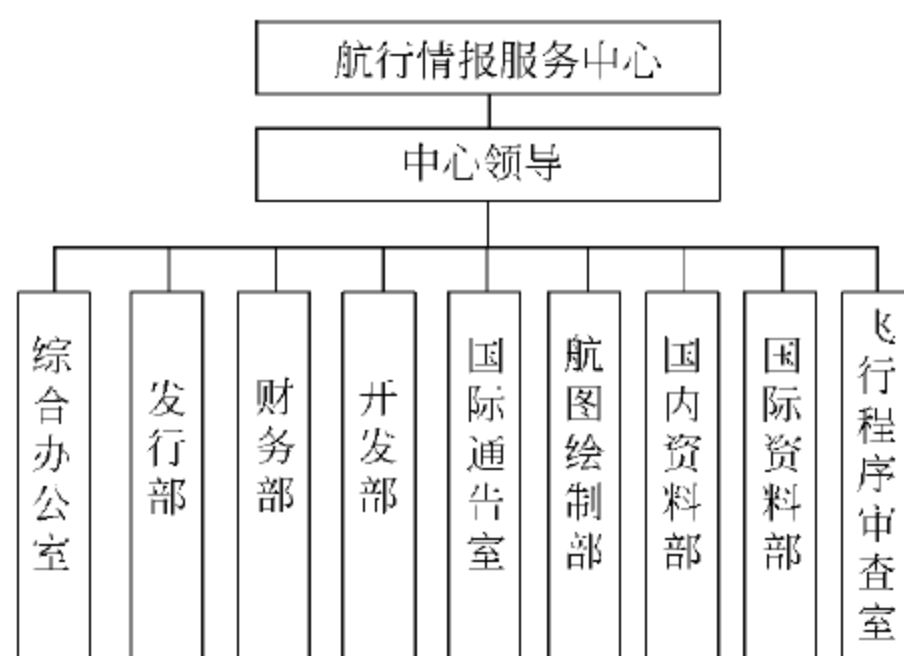 航行情报服务中心
中心领导
综合办公室
发行部
财务部
开发部
国际通告室
航图绘制部
国内资料部
国际资料部
飞行程序审查室